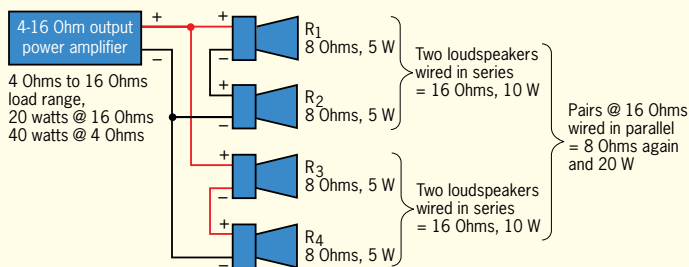 4-16 Ohm output
power amplifier
+
−
4 Ohms to 16 Ohms
load range,
20 watts @ 16 Ohms
40 watts @ 4 Ohms
+
−
R1
8 Ohms, 5 W
+
−
R2
8 Ohms, 5 W
Two loudspeakers
wired in series
= 16 Ohms, 10 W
+
−
R3
8 Ohms, 5 W
+
−
R4
8 Ohms, 5 W
Two loudspeakers
wired in series
= 16 Ohms, 10 W
Pairs @ 16 Ohms
wired in parallel
= 8 Ohms again
and 20 W